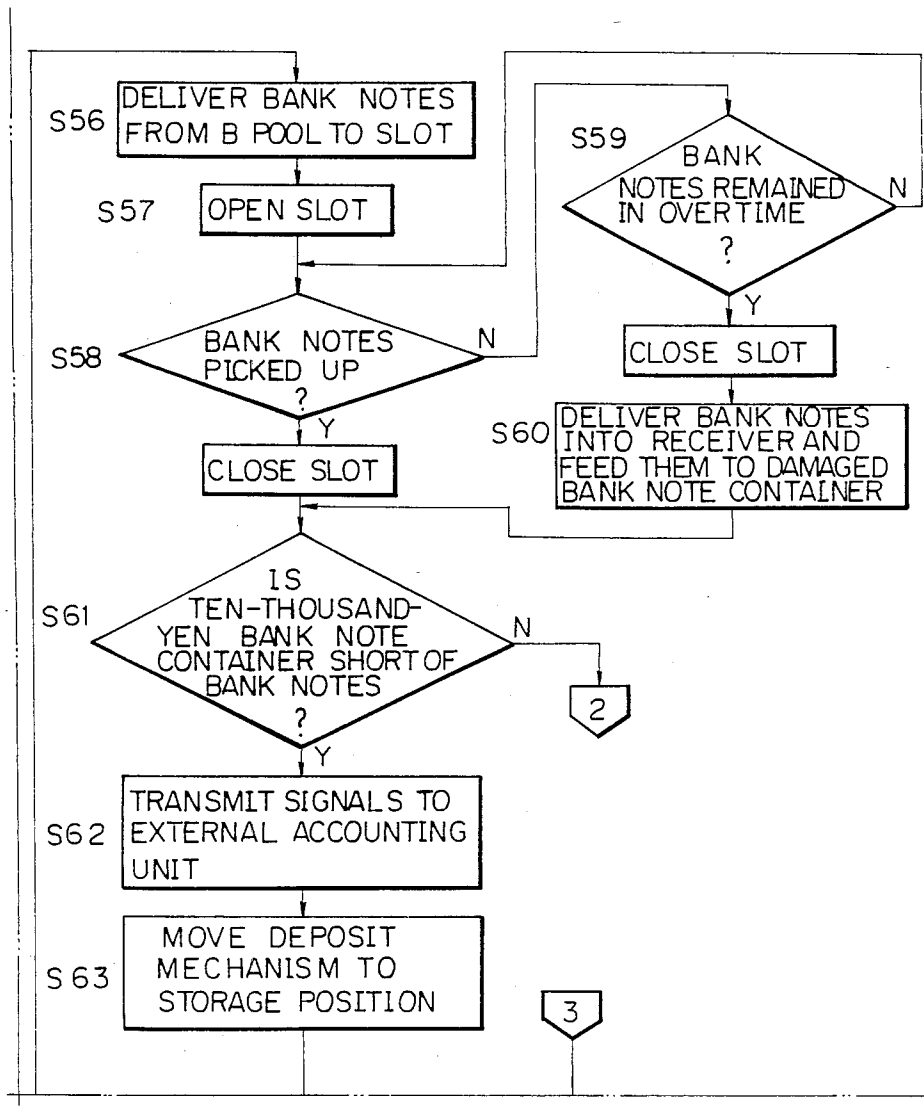 S56
DELIVER BANK NOTES
FROM B POOL TO SLOT
S57
OPEN SLOT
S58
BANK NOTES
PICKED UP
?
N
Y
CLOSE SLOT
S59
BANK
NOTES REMAINED
IN OVERTIME
?
N
Y
CLOSE SLOT
S60
DELIVER BANK NOTES
INTO RECEIVER AND
FEED THEM TO DAMAGED
BANK NOTE CONTAINER
S61
IS
TEN-THOUSAND-
YEN BANK NOTE
CONTAINER SHORT OF
BANK NOTES
?
N
Y
2
S62
TRANSMIT SIGNALS TO
EXTERNAL ACCOUNTING
UNIT
S63
MOVE DEPOSIT
MECHANISM TO
STORAGE POSITION
3